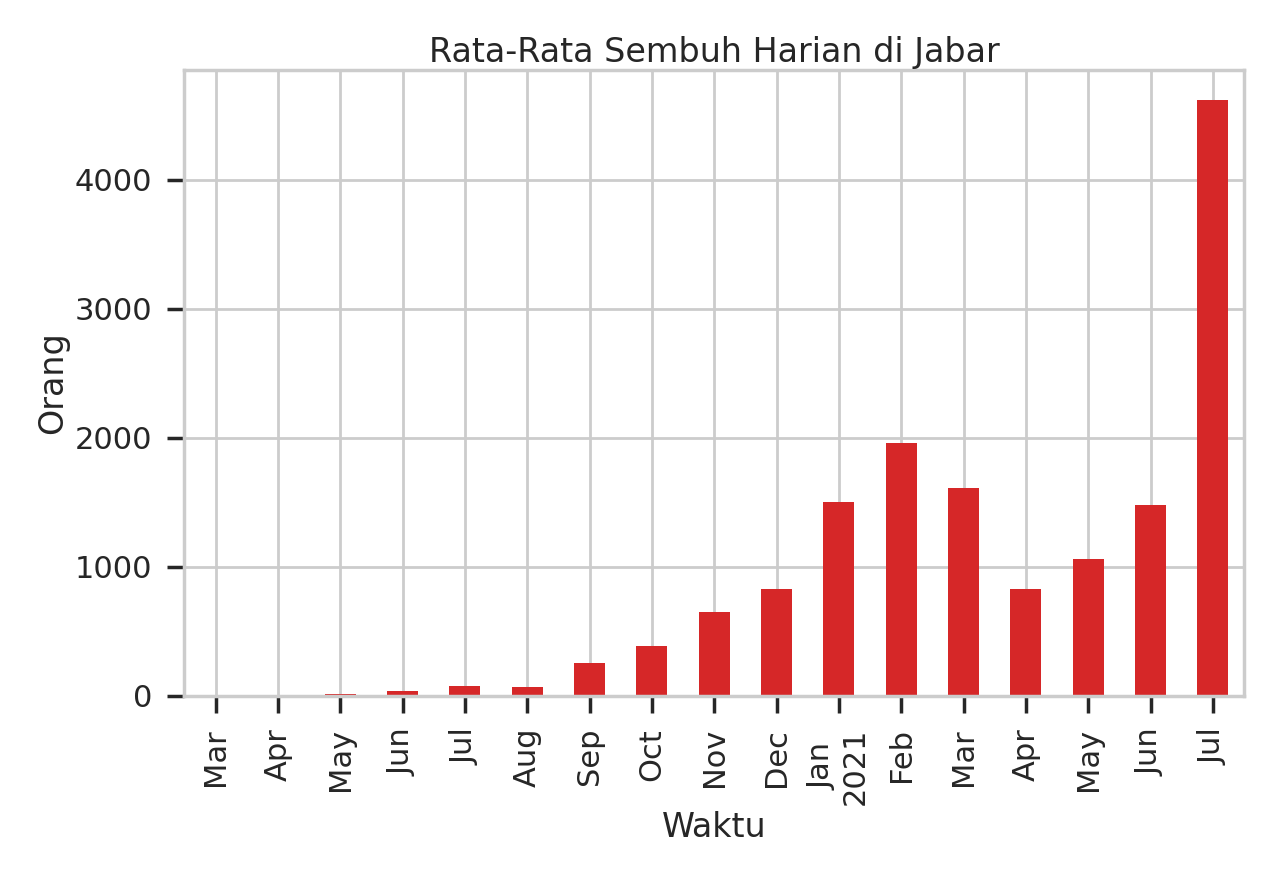 Rata-Rata Sembuh Harian di Jabar
Orang
4000
3000
2000
1000
0
Mar
Apr
May
Jun
Jul
Aug
Sep
Oct
Nov
Dec
Jan
2021
Feb
Mar
Apr
May
Jun
Jul
Waktu